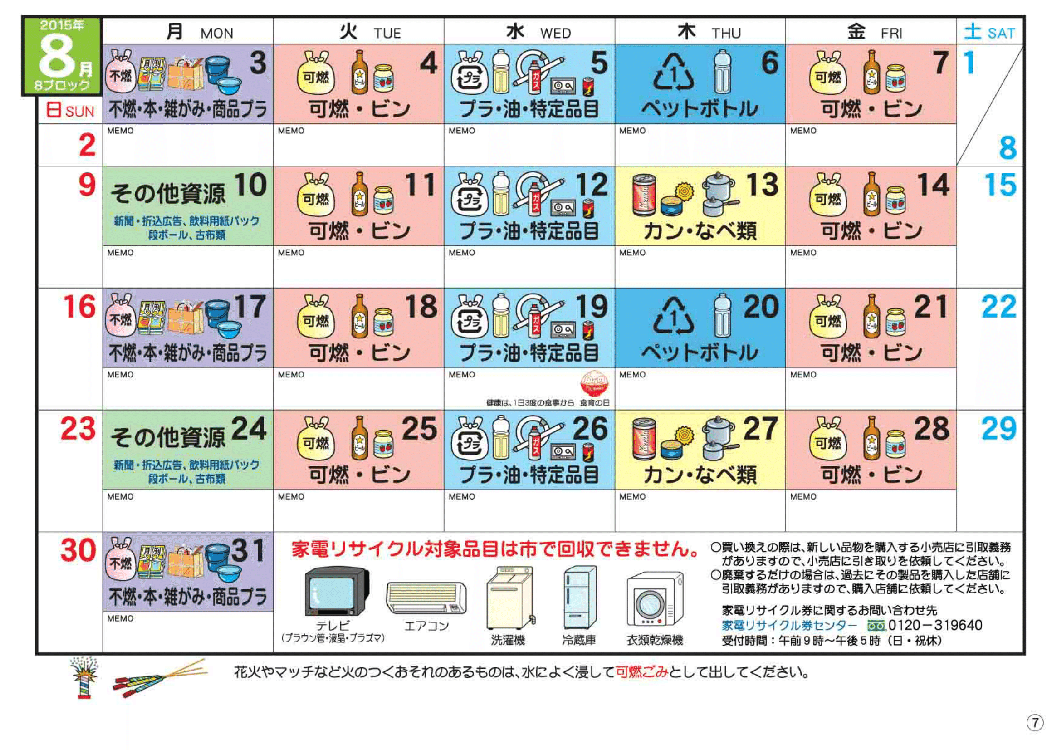 2015年
8月
8ブロック
月 MON
火 TUE
水 WED
木 THU
金 FRI
土 SAT
日 SUN
不燃 3
不燃・本・雑がみ・商品プラ
可燃 4
可燃・ビン
プラ ガス 5
プラ・油・特定品目
1 6
ペットボトル
可燃 7
可燃・ビン
1
2
MEMO
MEMO
MEMO
MEMO
MEMO
8
9
その他資源 10
新聞・折込広告、飲料用紙パック
段ボール、古布類
可燃 11
可燃・ビン
プラ ガス 12
プラ・油・特定品目
13
カン・なべ類
可燃 14
可燃・ビン
15
MEMO
MEMO
MEMO
MEMO
MEMO
16
不燃 17
不燃・本・雑がみ・商品プラ
可燃 18
可燃・ビン
プラ ガス 19
プラ・油・特定品目
1 20
ペットボトル
可燃 21
可燃・ビン
22
MEMO
MEMO
MEMO
健康は、1日3度の食事から 食育の日
MEMO
MEMO
23
その他資源 24
新聞・折込広告、飲料用紙パック
段ボール、古布類
可燃 25
可燃・ビン
プラ ガス 26
プラ・油・特定品目
27
カン・なべ類
可燃 28
可燃・ビン
29
MEMO
MEMO
MEMO
MEMO
MEMO
30
不燃 31
不燃・本・雑がみ・商品プラ
MEMO
家電リサイクル対象品目は市で回収できません。
テレビ
(ブラウン管・液晶・プラズマ)
エアコン
洗濯機
冷蔵庫
衣類乾燥機
○買い換えの際は、新しい品物を購入する小売店に引取義務
がありますので、小売店に引き取りを依頼してください。
○廃棄するだけの場合は、過去にその製品を購入した店舗に
引取義務がありますので、購入店舗に依頼してください。
家電リサイクル券に関するお問い合わせ先
家電リサイクル券センター 0120-319640
受付時間：午前9時～午後5時（日・祝休）
花火やマッチなど火のつくおそれのあるものは、水によく浸して可燃ごみとして出してください。
⑦